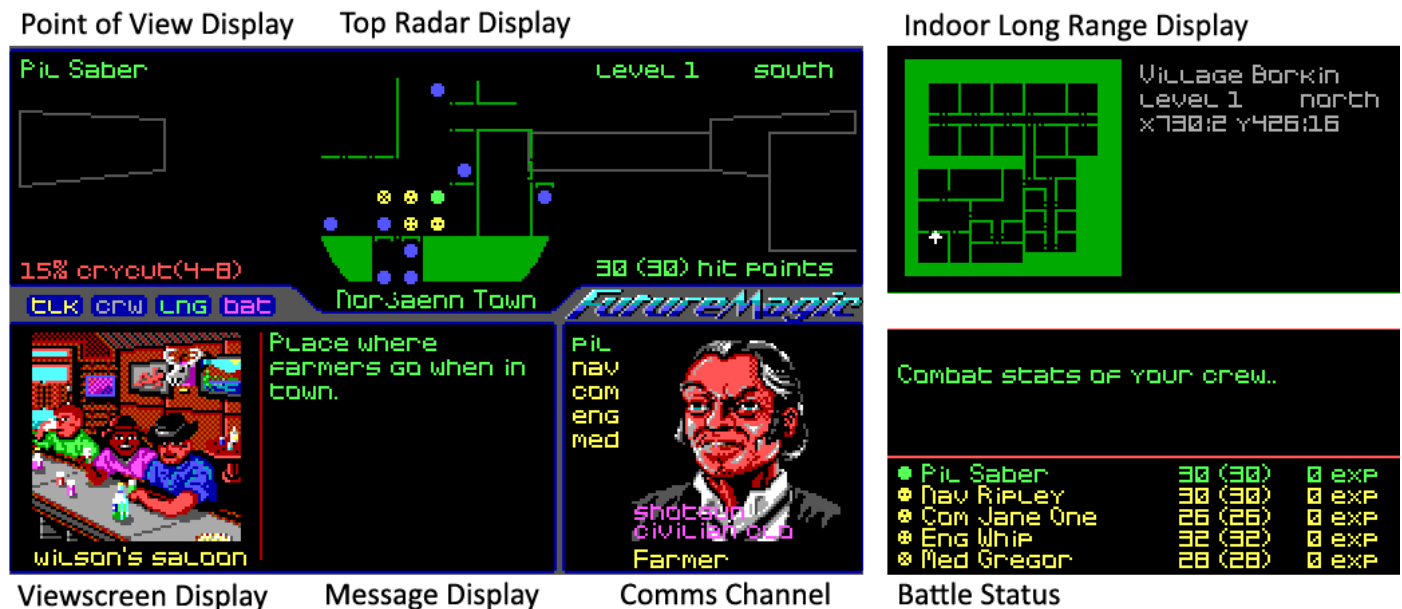 Point of View Display
Top Radar Display
Indoor Long Range Display
Pil Saber
Level 1 south
15% crycut(4-8)
30 (30) hit points
tlk crw lng bat
Norjaenn Town
FutureMagic
Village Borkin
Level 1 north
x730:2 Y426:16
Place where
farmers go when in
town.
wilson's saloon
Pil
nav
com
eng
med
shotgun
civilian
Farmer
Combat stats of your crew..
Pil Saber 30 (30) 0 exp
Nav Ripley 30 (30) 0 exp
Com Jane One 26 (26) 0 exp
Eng Whip 32 (32) 0 exp
Med Gregor 28 (28) 0 exp
Viewscreen Display
Message Display
Comms Channel
Battle Status